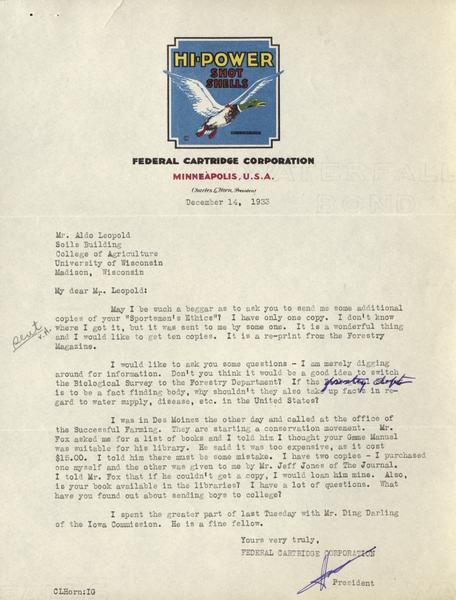 HI-POWER
SHOT
SHELLS
FEDERAL CARTRIDGE CORPORATION
MINNEAPOLIS, U.S.A.
(Charles L. Horn, President)
December 14, 1933
Mr. Aldo Leopold
Soils Building
College of Agriculture
University of Wisconsin
Madison, Wisconsin
My dear Mr. Leopold:
May I be such a beggar as to ask you to send me some additional
copies of your "Sportsmen's Ethics"? I have only one copy. I don't know
where I got it, but it was sent to me by some one. It is a wonderful thing
and I would like to get ten copies. It is a re-print from the Forestry
Magazine.
sent
V.H.
I would like to ask you some questions - I am merely digging
around for information. Don't you think it would be a good idea to switch
the Biological Survey to the Forestry Department? If the forestry dept
is to be a fact finding body, why shouldn't they also take up facts in re-
gard to water supply, disease, etc. in the United States?
I was in Des Moines the other day and called at the office of
the Successful Farming. They are starting a conservation movement. Mr.
Fox asked me for a list of books and I told him I thought your Game Manuel
was suitable for his library. He said it was too expensive, as it cost
$15.00. I told him there must be some mistake. I have two copies - I purchased
one myself and the other was given to me by Mr. Jeff Jones of The Journal.
I told Mr. Fox that if he couldn't get a copy, I would loan him mine. Also,
is your book available in the libraries? I have a lot of questions. What
have you found out about sending boys to college?
I spent the greater part of last Tuesday with Mr. Ding Darling
of the Iowa Commission. He is a fine fellow.
Yours very truly,
FEDERAL CARTRIDGE CORPORATION
President
CLHorn:IG